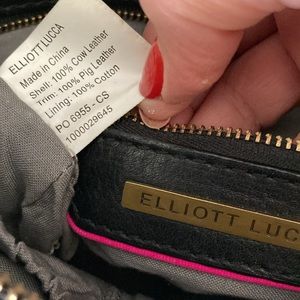 ELLIOTT LUCCA
Made in China
Shell: 100% Cow Leather
Trim: 100% Pig Leather
Lining: 100% Cotton
PO 6955 - CS
1000029645
ELLIOTT LUCCA